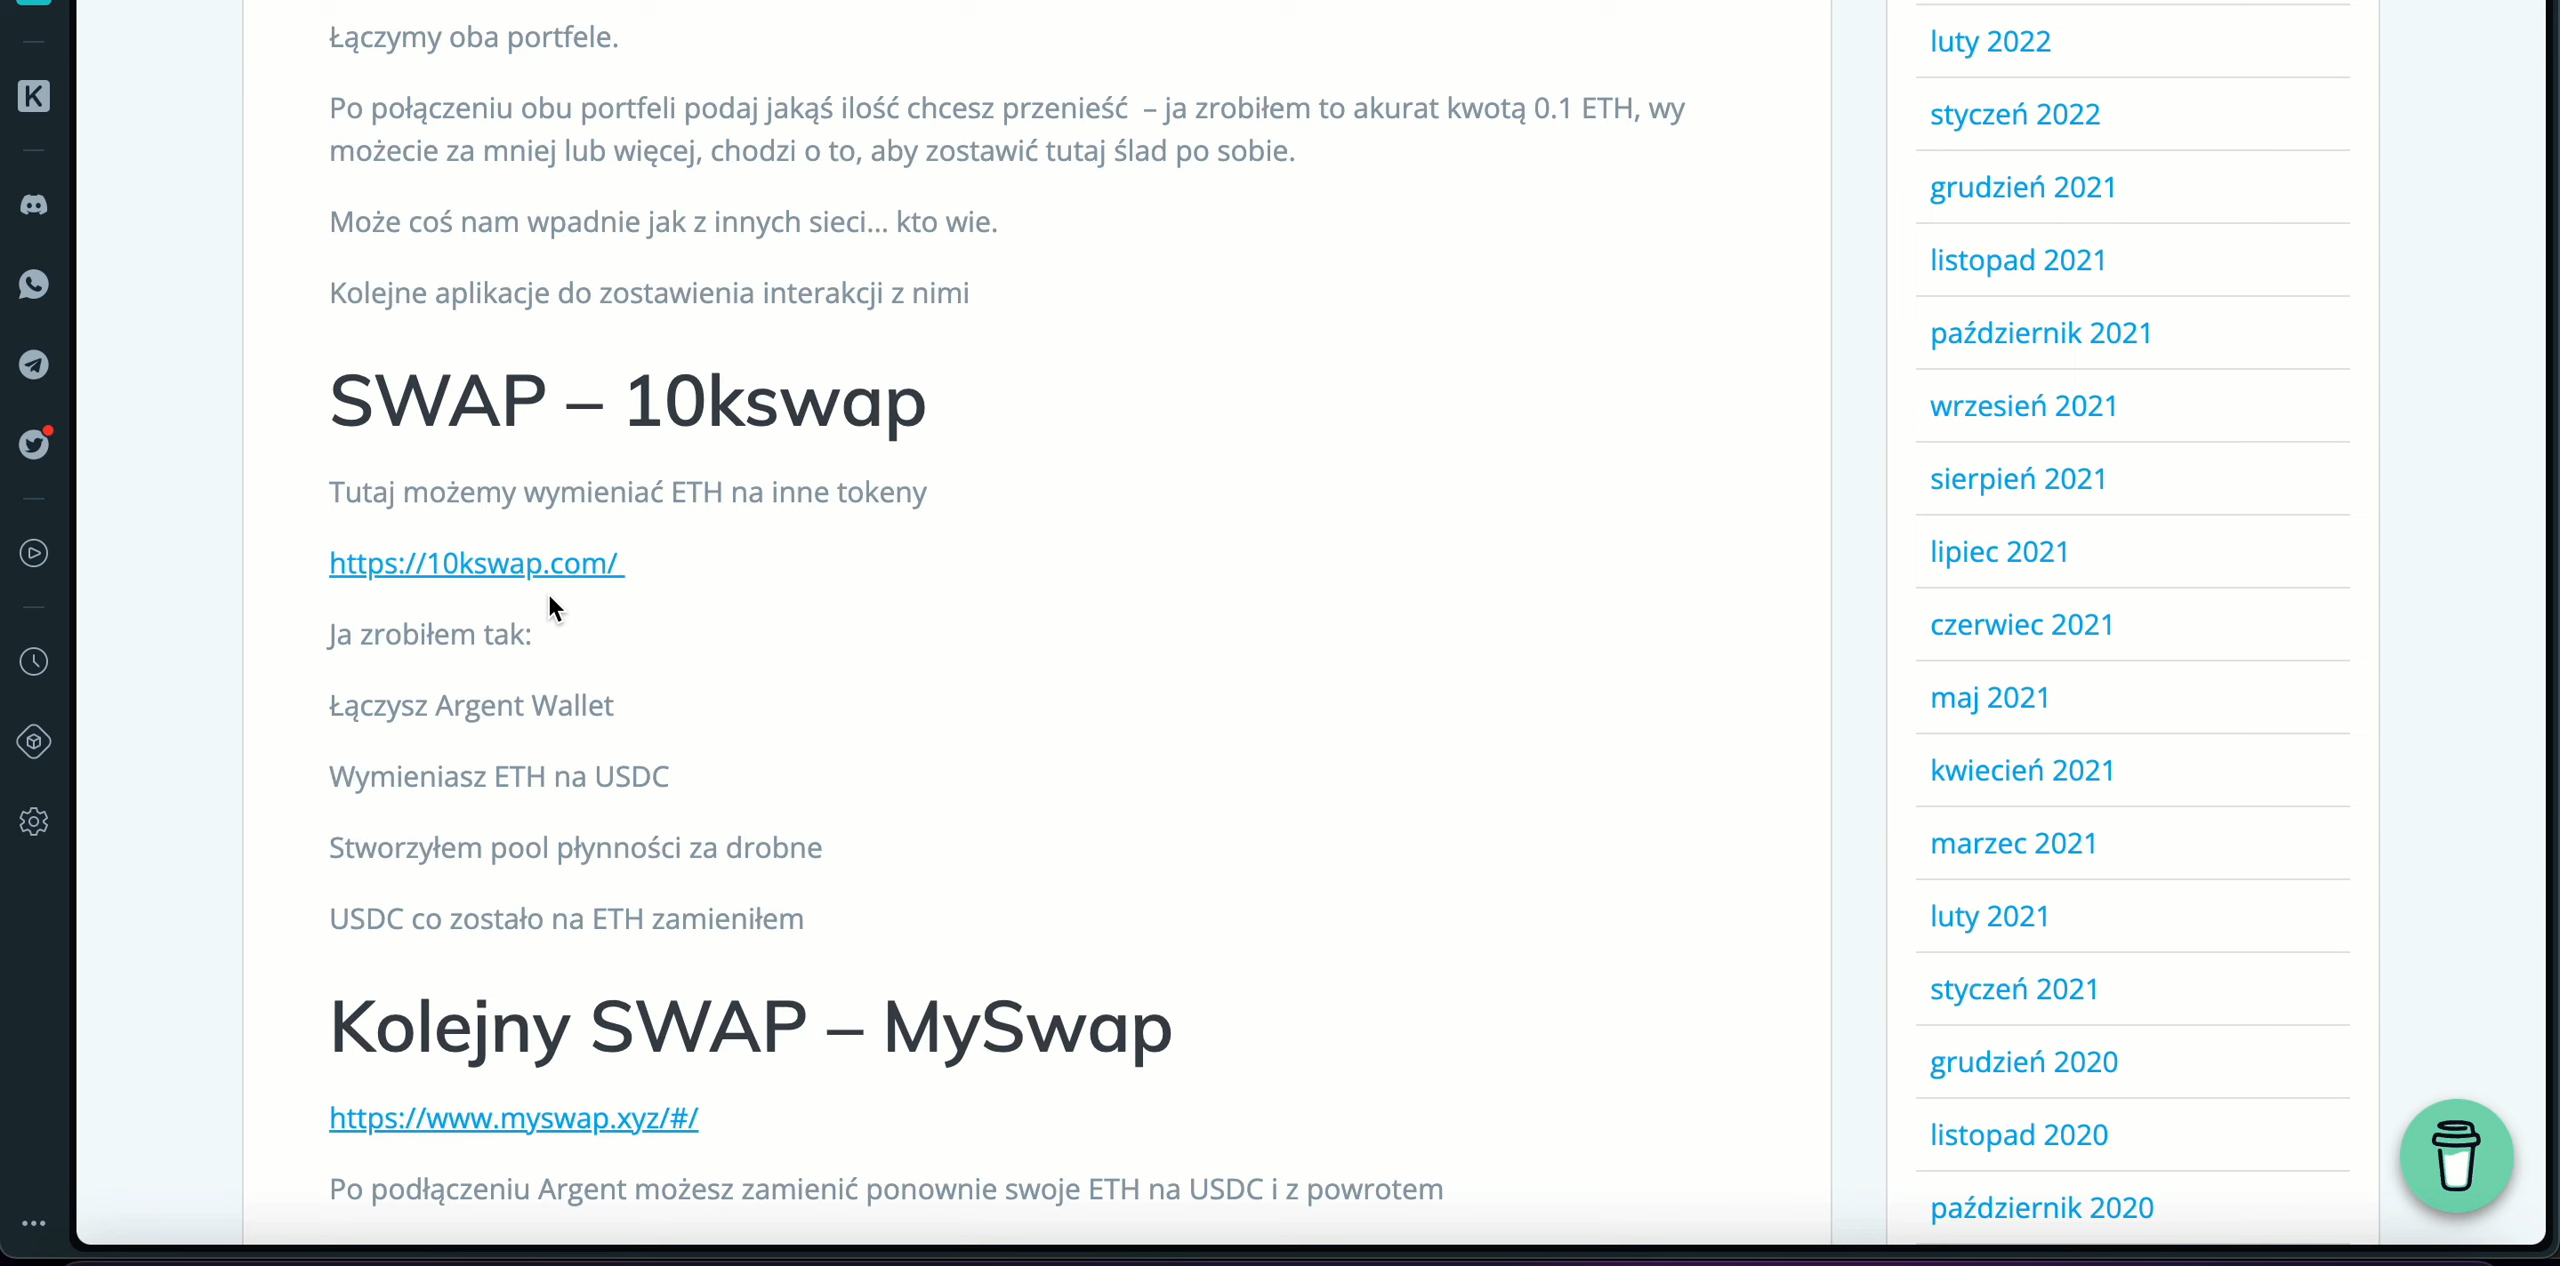 Łączymy oba portfele.
Po połączeniu obu portfeli podaj jakąś ilość chcesz przenieść – ja zrobiłem to akurat kwotą 0.1 ETH, wy
możecie za mniej lub więcej, chodzi o to, aby zostawić tutaj ślad po sobie.
Może coś nam wpadnie jak z innych sieci... kto wie.
Kolejne aplikacje do zostawienia interakcji z nimi
SWAP – 10kswap
Tutaj możemy wymieniać ETH na inne tokeny
https://10kswap.com/
Ja zrobiłem tak:
Łączysz Argent Wallet
Wymieniasz ETH na USDC
Stworzyłem pool płynności za drobne
USDC co zostało na ETH zamieniłem
Kolejny SWAP – MySwap
https://www.myswap.xyz/#/
Po podłączeniu Argent możesz zamienić ponownie swoje ETH na USDC i z powrotem
luty 2022
styczeń 2022
grudzień 2021
listopad 2021
październik 2021
wrzesień 2021
sierpień 2021
lipiec 2021
czerwiec 2021
maj 2021
kwiecień 2021
marzec 2021
luty 2021
styczeń 2021
grudzień 2020
listopad 2020
październik 2020
K